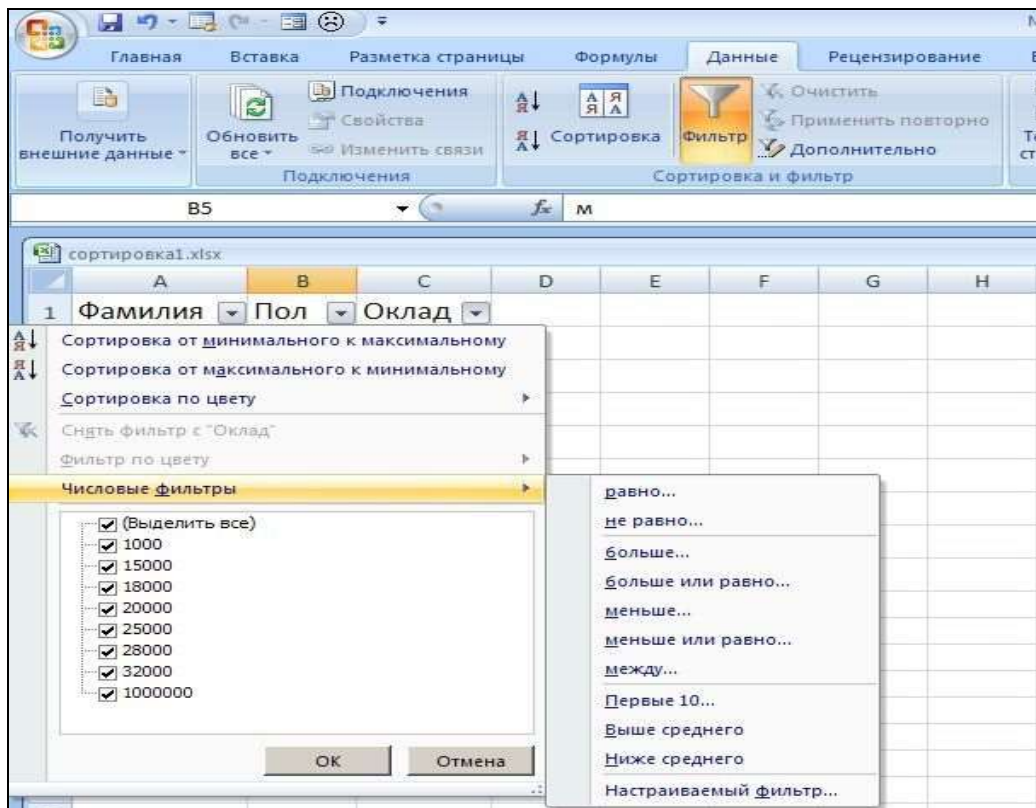 Главная Вставка Разметка страницы Формулы Данные Рецензирование
Получить внешние данные
Обновить все
Подключения
Свойства
Изменить связи
Подключения
Сортировка
Фильтр
Очистить
Применить повторно
Дополнительно
Сортировка и фильтр
B5 fx м
сортировка1.xlsx
A B C D E F G H
1 Фамилия Пол Оклад
Сортировка от минимального к максимальному
Сортировка от максимального к минимальному
Сортировка по цвету
Снять фильтр с "Оклад"
Фильтр по цвету
Числовые фильтры
(Выделить все)
1000
15000
18000
20000
25000
28000
32000
1000000
ОК Отмена
равно...
не равно...
больше...
больше или равно...
меньше...
меньше или равно...
между...
Первые 10...
Выше среднего
Ниже среднего
Настраиваемый фильтр...